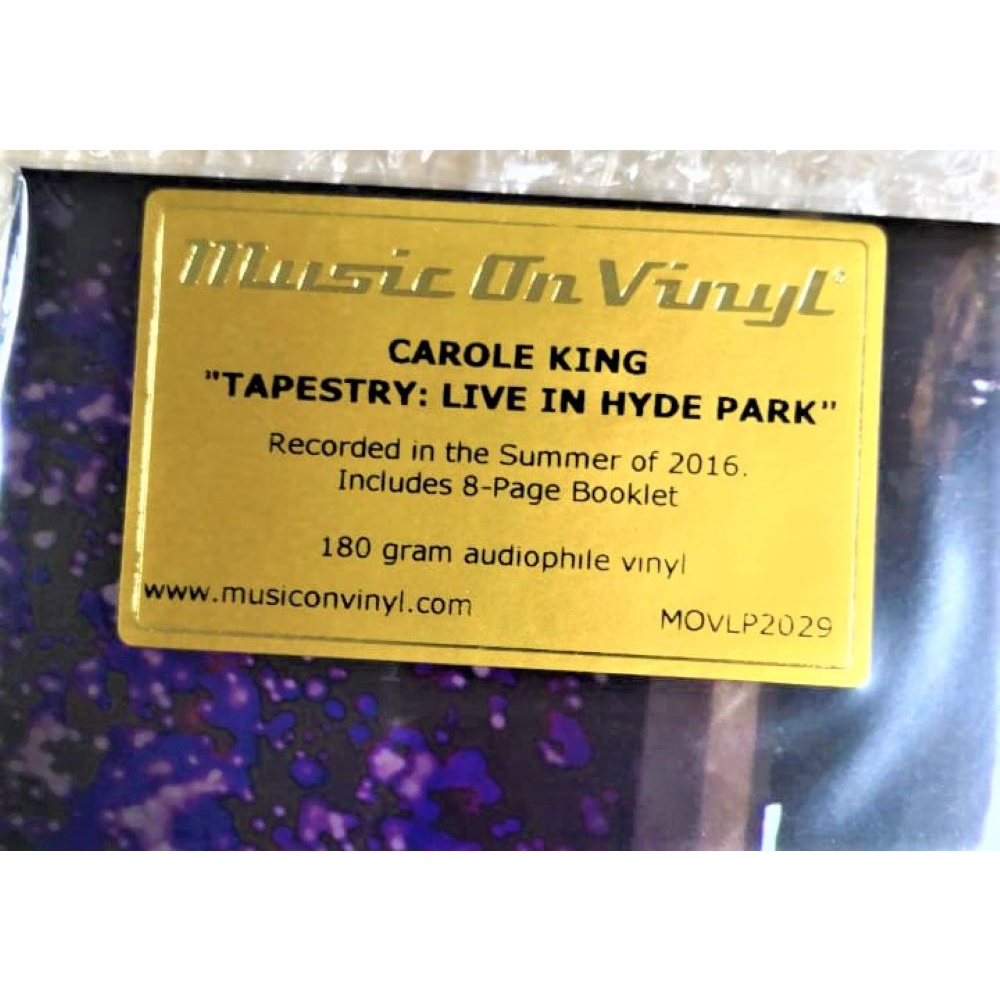 Music On Vinyl®
CAROLE KING
"TAPESTRY: LIVE IN HYDE PARK"
Recorded in the Summer of 2016.
Includes 8-Page Booklet
180 gram audiophile vinyl
www.musiconvinyl.com
MOVLP2029